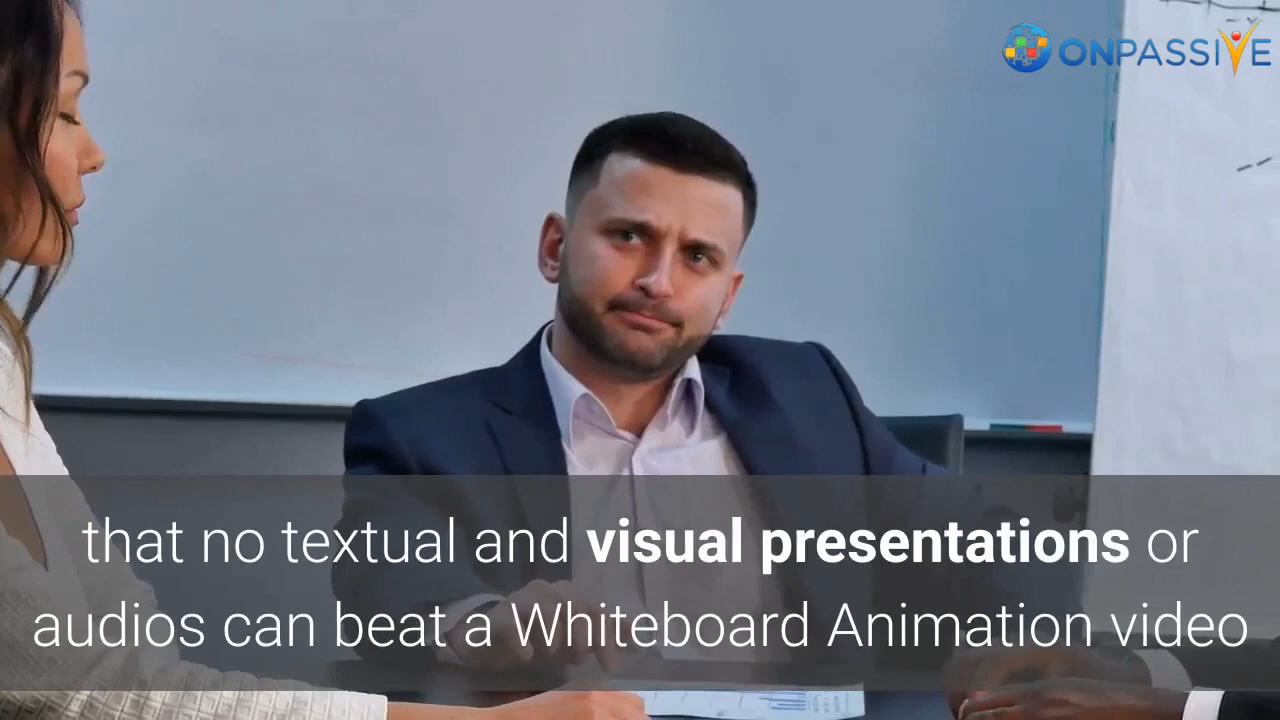 ONPASSIVE
that no textual and visual presentations or
audios can beat a Whiteboard Animation video